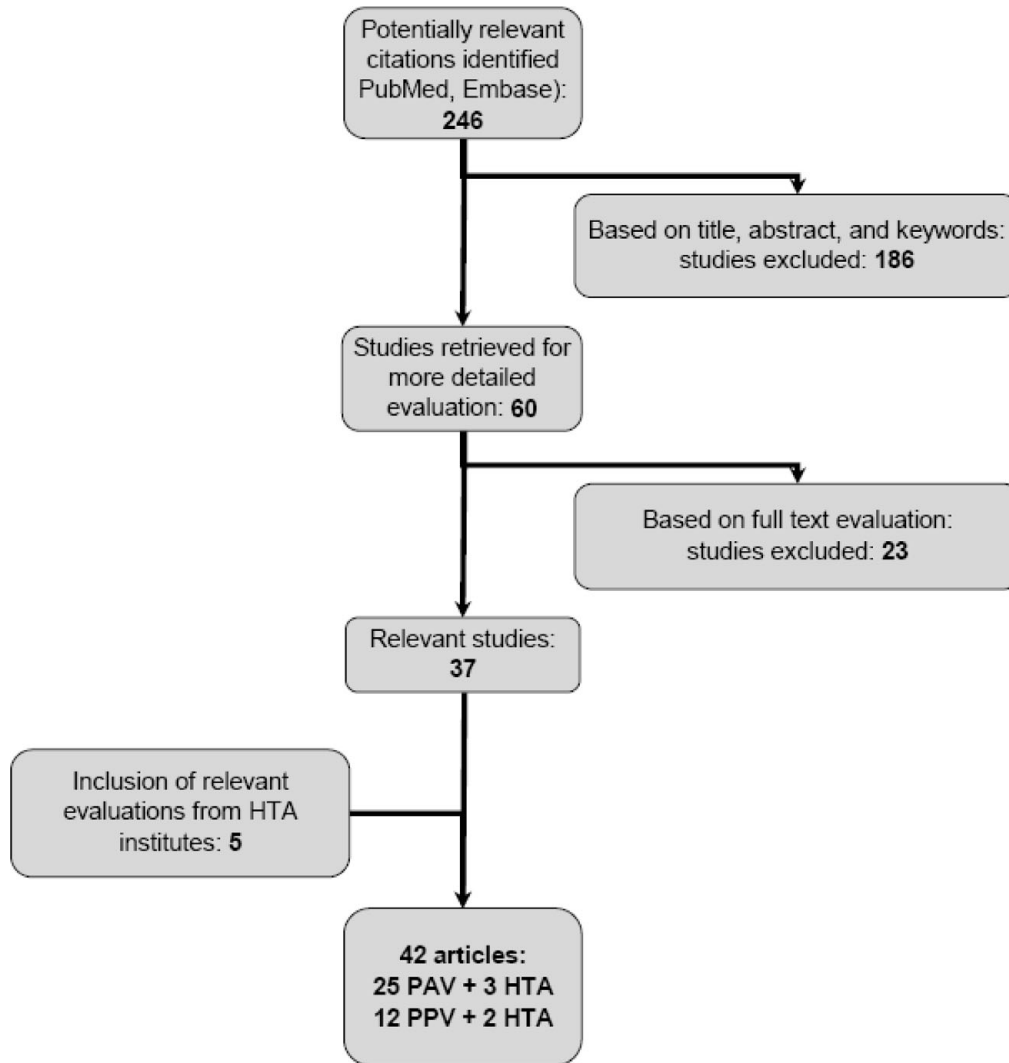 Potentially relevant
citations identified
PubMed, Embase):
246
Based on title, abstract, and keywords:
studies excluded: 186
Studies retrieved for
more detailed
evaluation: 60
Based on full text evaluation:
studies excluded: 23
Relevant studies:
37
Inclusion of relevant
evaluations from HTA
institutes: 5
42 articles:
25 PAV + 3 HTA
12 PPV + 2 HTA